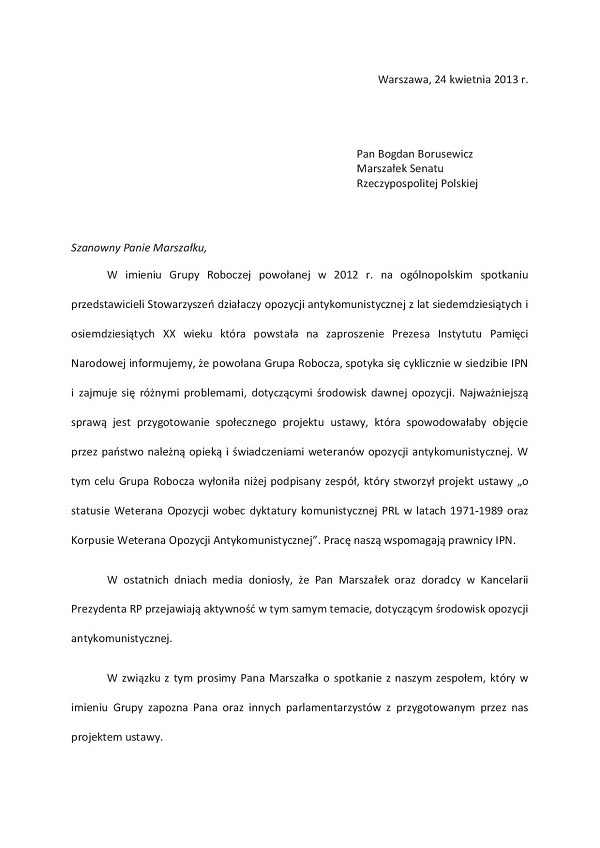 Warszawa, 24 kwietnia 2013 r.
Pan Bogdan Borusewicz
Marszałek Senatu
Rzeczypospolitej Polskiej
Szanowny Panie Marszałku,
W imieniu Grupy Roboczej powołanej w 2012 r. na ogólnopolskim spotkaniu
przedstawicieli Stowarzyszeń działaczy opozycji antykomunistycznej z lat siedemdziesiątych i
osiemdziesiątych XX wieku która powstała na zaproszenie Prezesa Instytutu Pamięci
Narodowej informujemy, że powołana Grupa Robocza, spotyka się cyklicznie w siedzibie IPN
i zajmuje się różnymi problemami, dotyczącymi środowisk dawnej opozycji. Najważniejszą
sprawą jest przygotowanie społecznego projektu ustawy, która spowodowałaby objęcie
przez państwo należną opieką i świadczeniami weteranów opozycji antykomunistycznej. W
tym celu Grupa Robocza wyłoniła niżej podpisany zespół, który stworzył projekt ustawy „o
statusie Weterana Opozycji wobec dyktatury komunistycznej PRL w latach 1971-1989 oraz
Korpusie Weterana Opozycji Antykomunistycznej”. Pracę naszą wspomagają prawnicy IPN.
W ostatnich dniach media doniosły, że Pan Marszałek oraz doradcy w Kancelarii
Prezydenta RP przejawiają aktywność w tym samym temacie, dotyczącym środowisk opozycji
antykomunistycznej.
W związku z tym prosimy Pana Marszałka o spotkanie z naszym zespołem, który w
imieniu Grupy zapozna Pana oraz innych parlamentarzystów z przygotowanym przez nas
projektem ustawy.